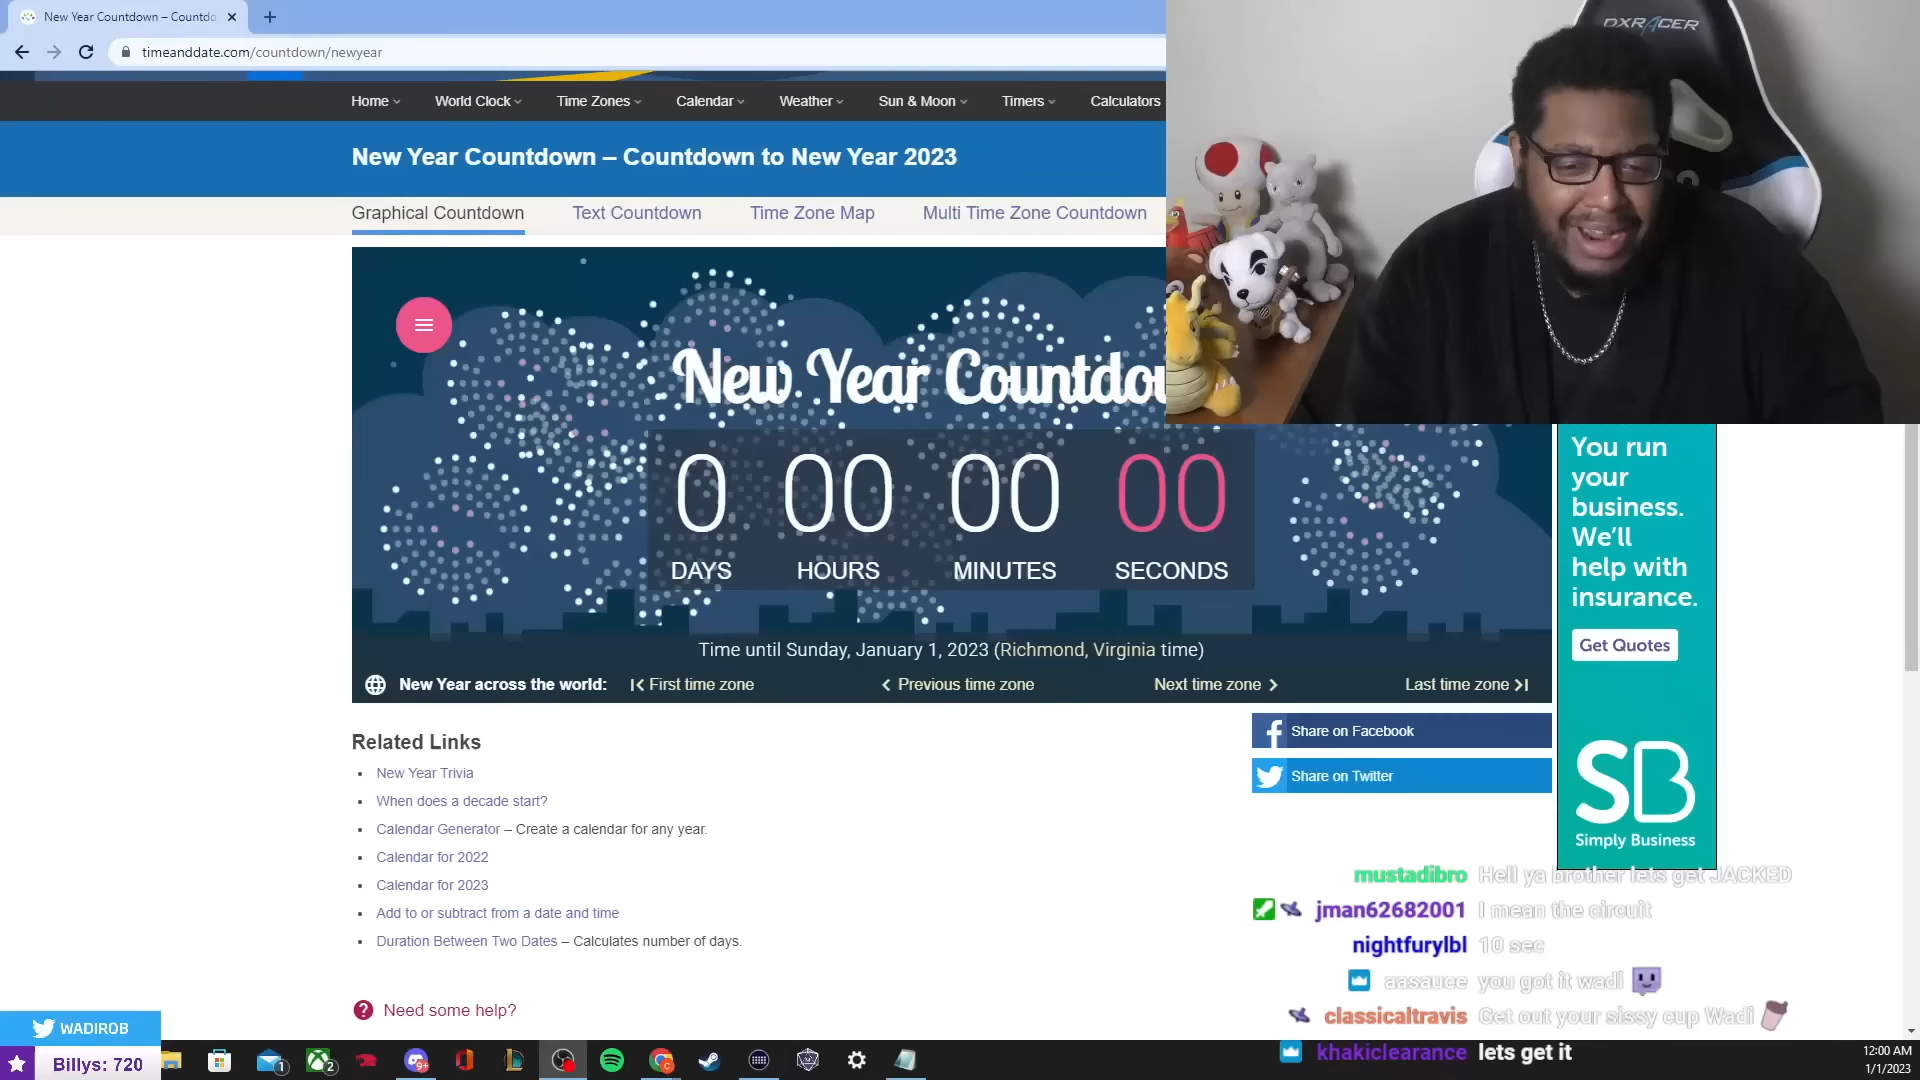 New Year Countdown – Countdo
timeanddate.com/countdown/newyear
DXRACER
Home
World Clock
Time Zones
Calendar
Weather
Sun & Moon
Timers
Calculators
New Year Countdown – Countdown to New Year 2023
Graphical Countdown
Text Countdown
Time Zone Map
Multi Time Zone Countdown
New Year Countdo
0 00 00 00
DAYS HOURS MINUTES SECONDS
Time until Sunday, January 1, 2023 (Richmond, Virginia time)
New Year across the world:
First time zone
Previous time zone
Next time zone
Last time zone
You run
your
business.
We'll
help with
insurance.
Get Quotes
SB
Simply Business
Share on Facebook
Share on Twitter
Related Links
New Year Trivia
When does a decade start?
Calendar Generator – Create a calendar for any year.
Calendar for 2022
Calendar for 2023
Add to or subtract from a date and time
Duration Between Two Dates – Calculates number of days.
? Need some help?
mustadibro Hell ya brother lets get JACKED
jman62682001 I mean the circuit
nightfurylbl 10 sec
aasauce you got it wadi
classicaltravis Get out your sissy cup Wadi
khakiclearance lets get it
WADIROB
Billys: 720
1
2
9+
C
12:00 AM
1/1/2023